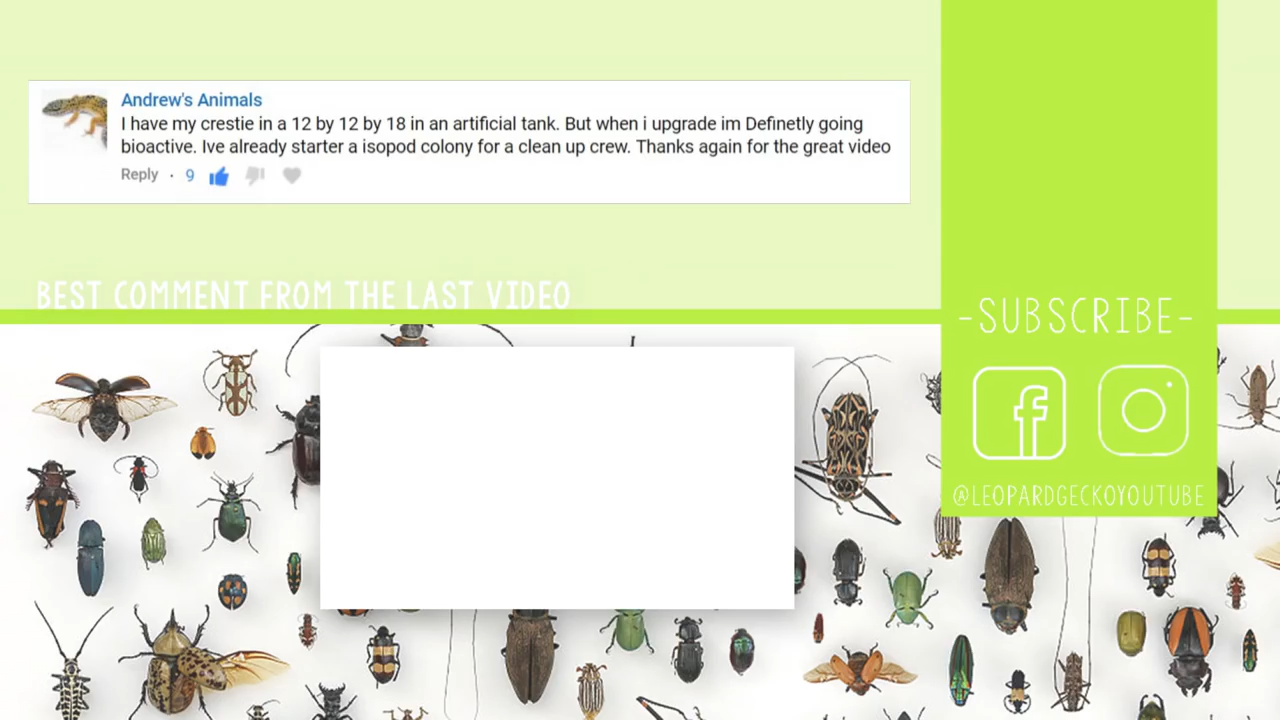 Andrew's Animals
I have my crestie in a 12 by 12 by 18 in an artificial tank. But when i upgrade im Definetly going
bioactive. Ive already starter a isopod colony for a clean up crew. Thanks again for the great video
Reply · 9
BEST COMMENT FROM THE LAST VIDEO
-SUBSCRIBE-
@LEOPARDGECKOYOUTUBE